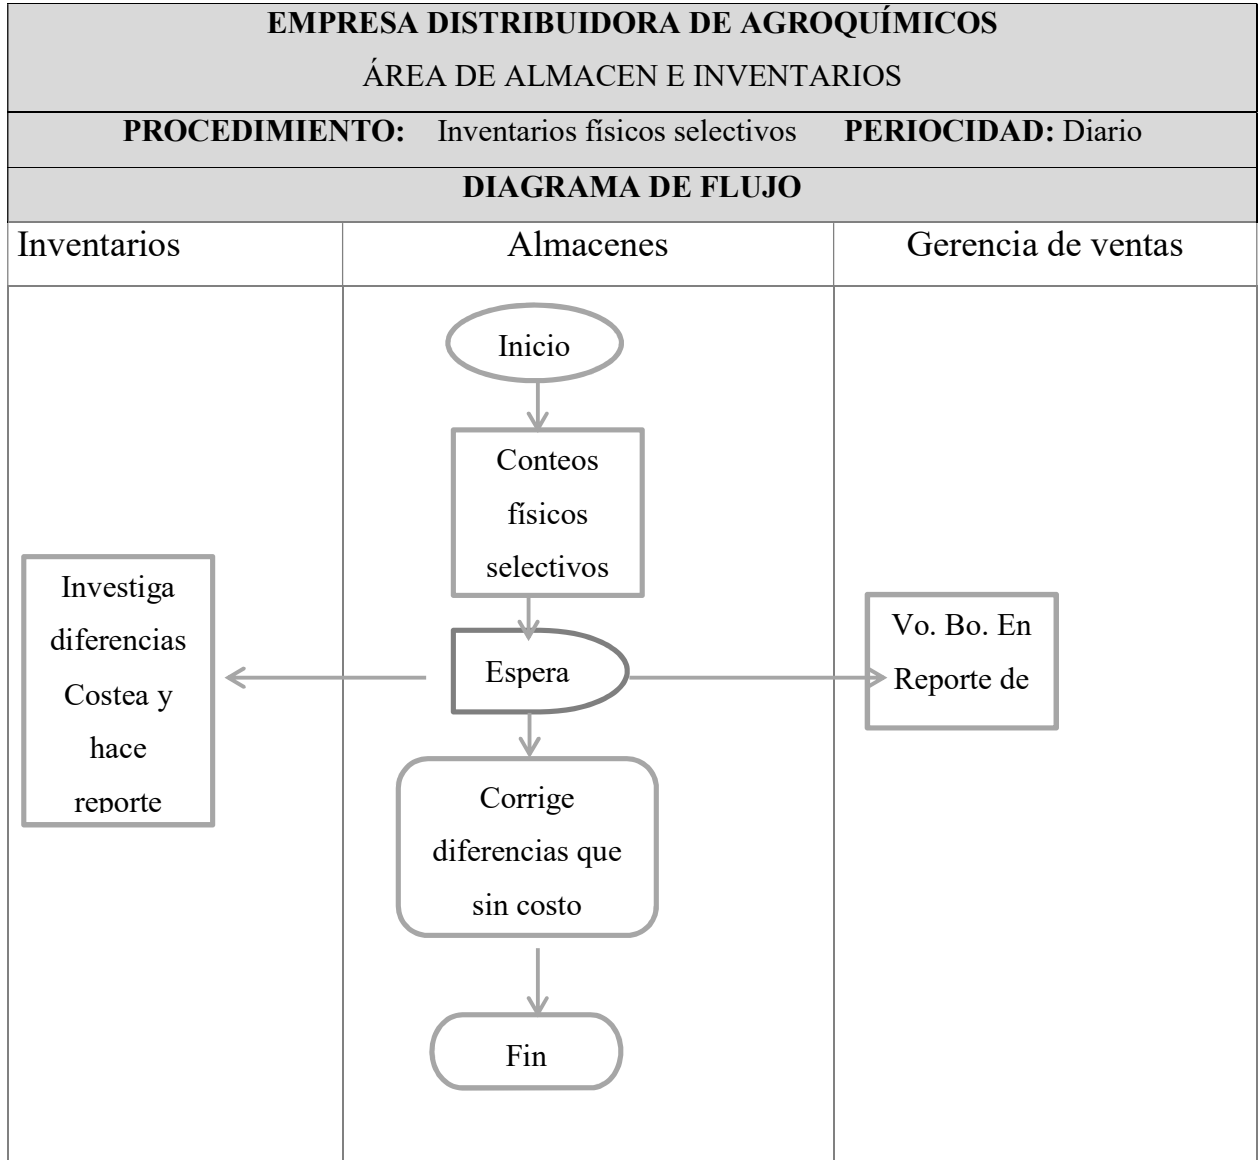 EMPRESA DISTRIBUIDORA DE AGROQUÍMICOS
ÁREA DE ALMACEN E INVENTARIOS
PROCEDIMIENTO: Inventarios físicos selectivos PERIOCIDAD: Diario
DIAGRAMA DE FLUJO
Inventarios Almacenes Gerencia de ventas
Inicio
Conteos
físicos
selectivos
Investiga
diferencias
Costea y
hace
reporte
Espera
Vo. Bo. En
Reporte de
Corrige
diferencias que
sin costo
Fin